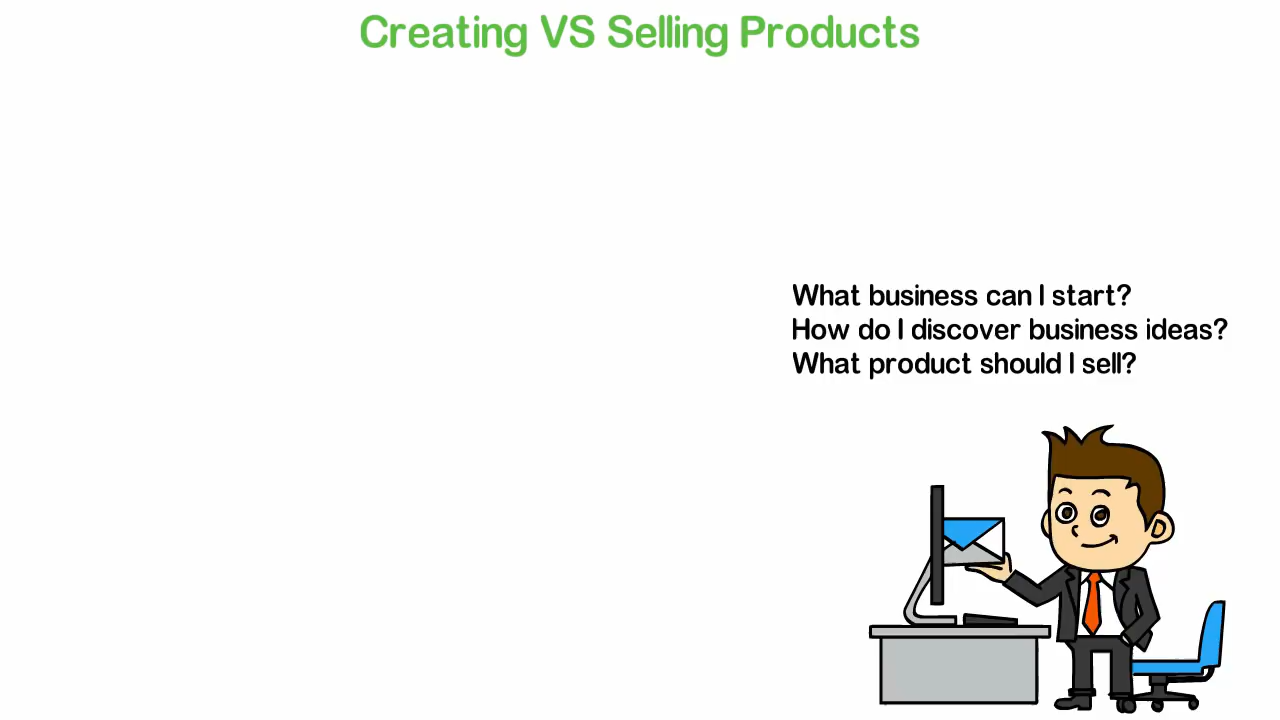 Creating VS Selling Products
What business can I start?
How do I discover business ideas?
What product should I sell?